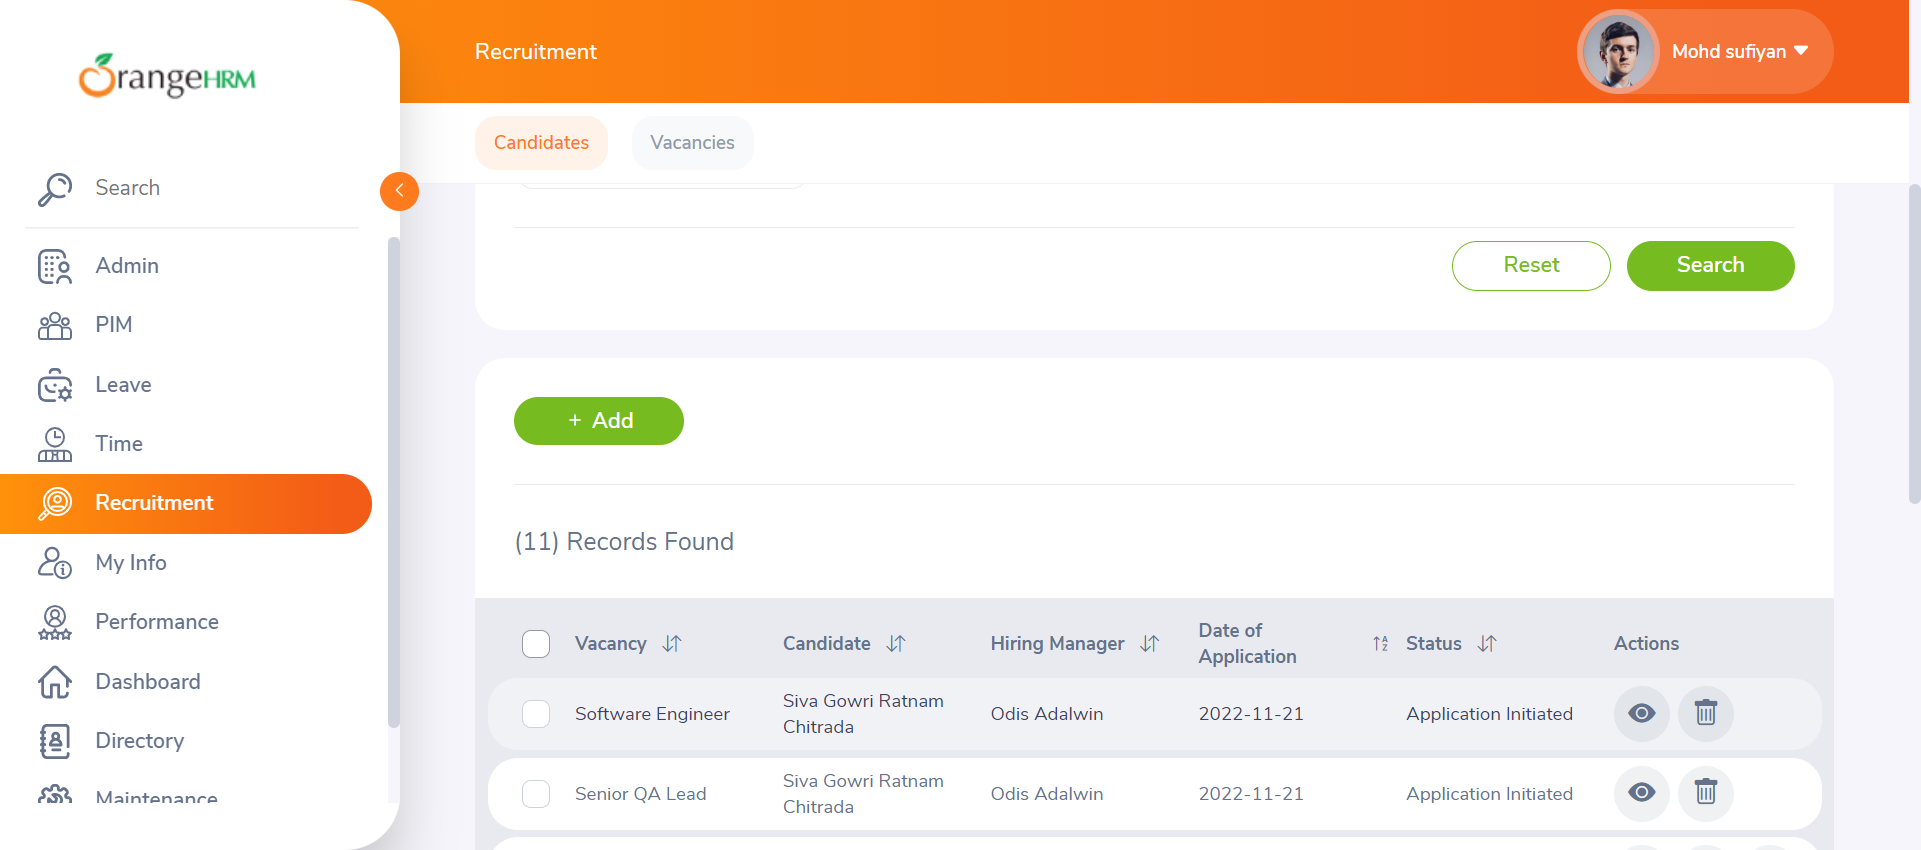 OrangeHRM
Search
Admin
PIM
Leave
Time
Recruitment
My Info
Performance
Dashboard
Directory
Maintenance
Recruitment
Mohd sufiyan
Candidates
Vacancies
Reset
Search
+ Add
(11) Records Found
Vacancy
Candidate
Hiring Manager
Date of
Application
Status
Actions
Software Engineer
Siva Gowri Ratnam
Chitrada
Odis Adalwin
2022-11-21
Application Initiated
Senior QA Lead
Siva Gowri Ratnam
Chitrada
Odis Adalwin
2022-11-21
Application Initiated